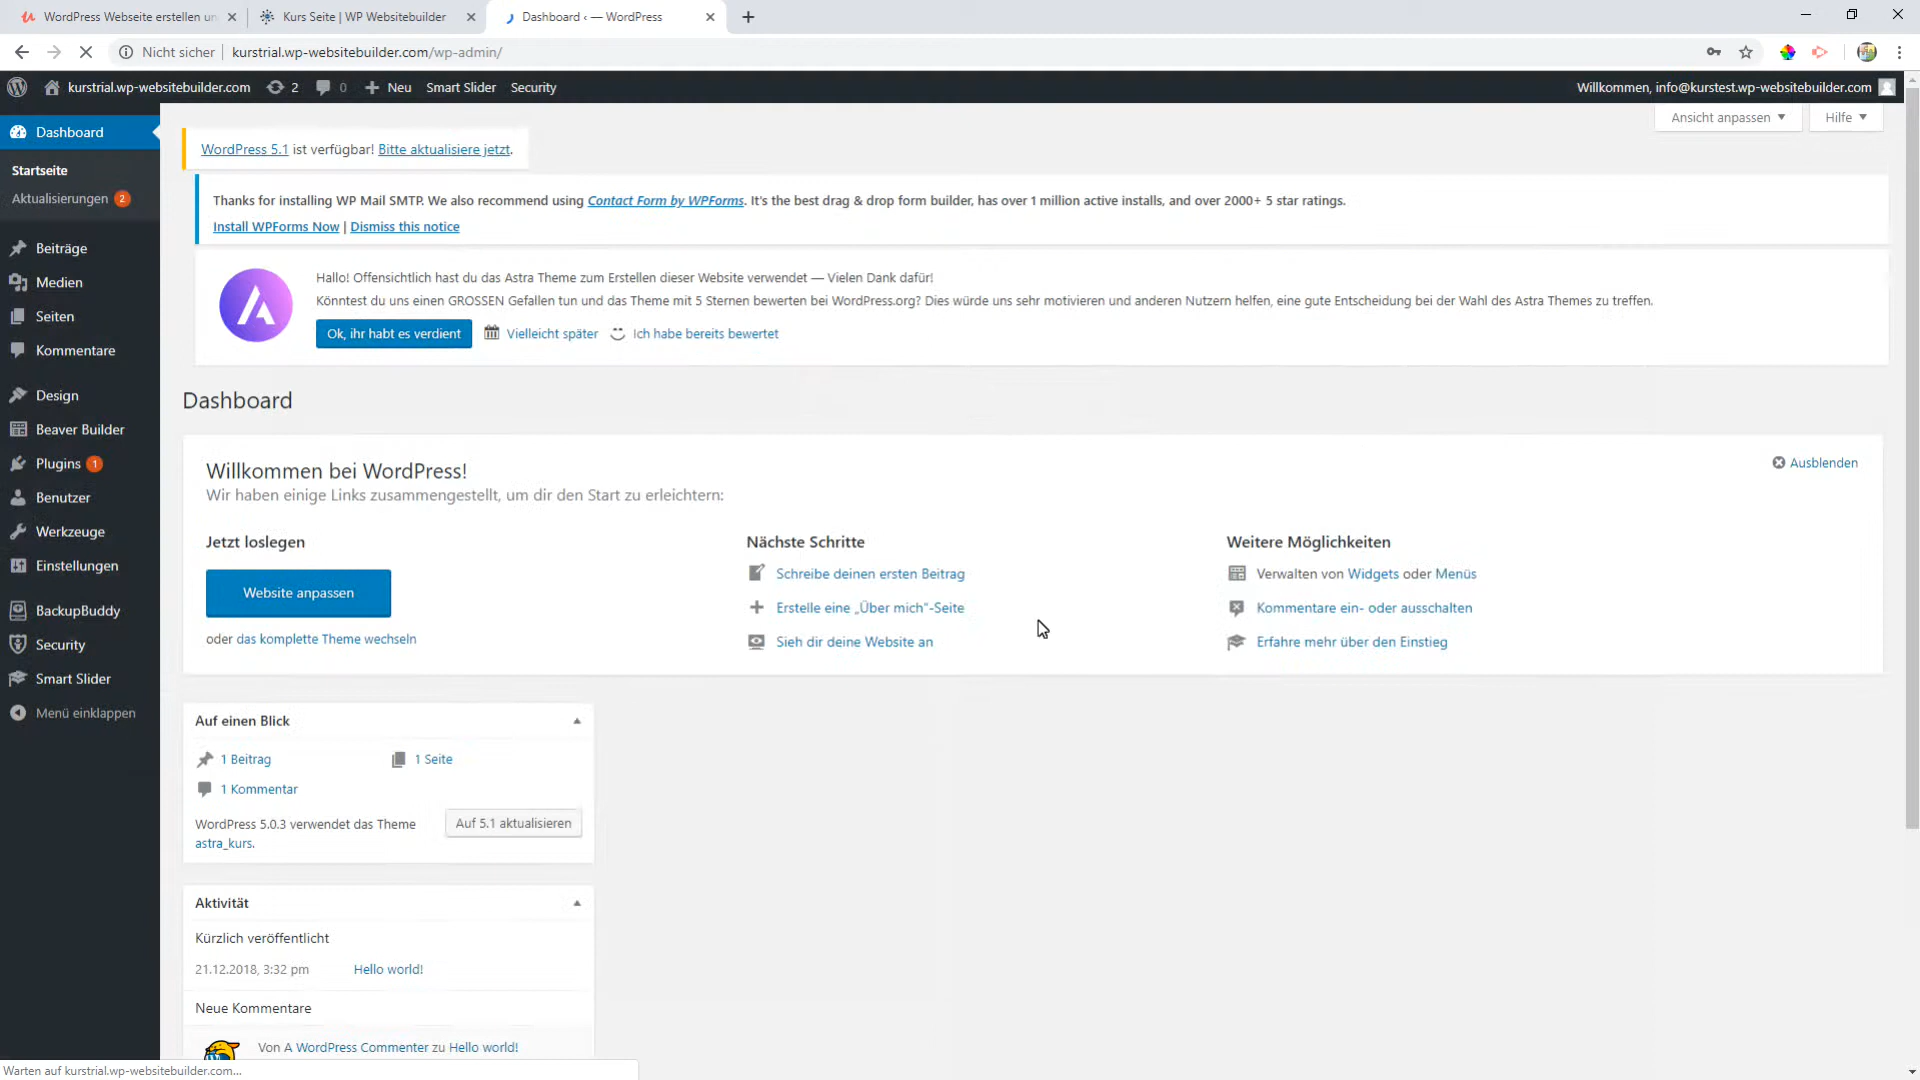 WordPress Webseite erstellen un
Kurs Seite | WP Websitebuilder
Dashboard ‹ — WordPress
Nicht sicher
kurstrial.wp-websitebuilder.com/wp-admin/
kurstrial.wp-websitebuilder.com
2
0
Neu
Smart Slider
Security
Willkommen, info@kurstest.wp-websitebuilder.com
Dashboard
Startseite
Aktualisierungen 2
Beiträge
Medien
Seiten
Kommentare
Design
Beaver Builder
Plugins 1
Benutzer
Werkzeuge
Einstellungen
BackupBuddy
Security
Smart Slider
Menü einklappen
Ansicht anpassen
Hilfe
WordPress 5.1 ist verfügbar! Bitte aktualisiere jetzt.
Thanks for installing WP Mail SMTP. We also recommend using Contact Form by WPForms. It's the best drag & drop form builder, has over 1 million active installs, and over 2000+ 5 star ratings.
Install WPForms Now | Dismiss this notice
Hallo! Offensichtlich hast du das Astra Theme zum Erstellen dieser Website verwendet — Vielen Dank dafür!
Könntest du uns einen GROSSEN Gefallen tun und das Theme mit 5 Sternen bewerten bei WordPress.org? Dies würde uns sehr motivieren und anderen Nutzern helfen, eine gute Entscheidung bei der Wahl des Astra Themes zu treffen.
Ok, ihr habt es verdient
Vielleicht später
Ich habe bereits bewertet
Dashboard
Willkommen bei WordPress!
Ausblenden
Wir haben einige Links zusammengestellt, um dir den Start zu erleichtern:
Jetzt loslegen
Website anpassen
oder das komplette Theme wechseln
Nächste Schritte
Schreibe deinen ersten Beitrag
Erstelle eine „Über mich“-Seite
Sieh dir deine Website an
Weitere Möglichkeiten
Verwalten von Widgets oder Menüs
Kommentare ein- oder ausschalten
Erfahre mehr über den Einstieg
Auf einen Blick
1 Beitrag
1 Seite
1 Kommentar
WordPress 5.0.3 verwendet das Theme
astra_kurs.
Auf 5.1 aktualisieren
Aktivität
Kürzlich veröffentlicht
21.12.2018, 3:32 pm
Hello world!
Neue Kommentare
Von A WordPress Commenter zu Hello world!
Warten auf kurstrial.wp-websitebuilder.com...